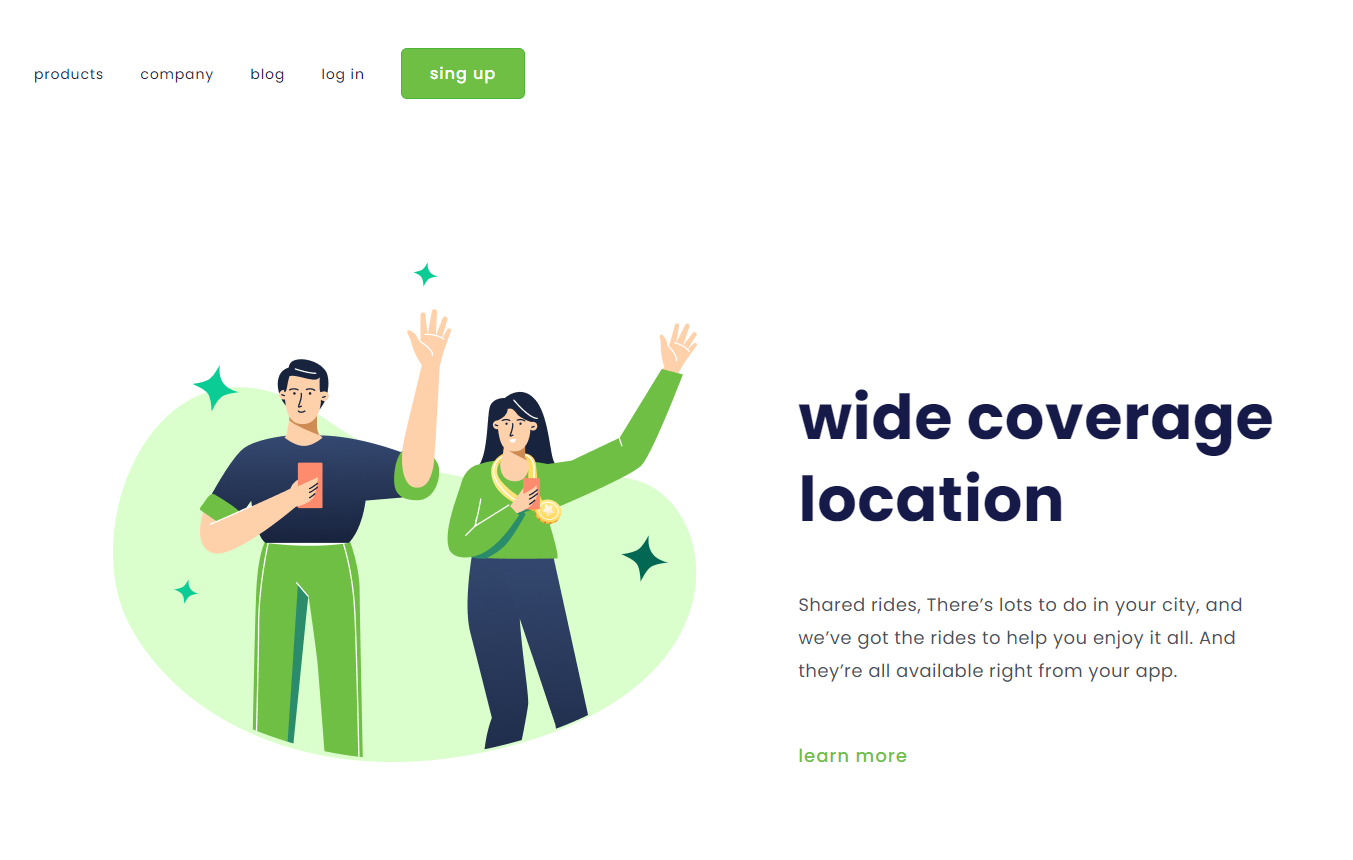 products company blog log in sing up
wide coverage
location
Shared rides, There’s lots to do in your city, and
we’ve got the rides to help you enjoy it all. And
they’re all available right from your app.
learn more